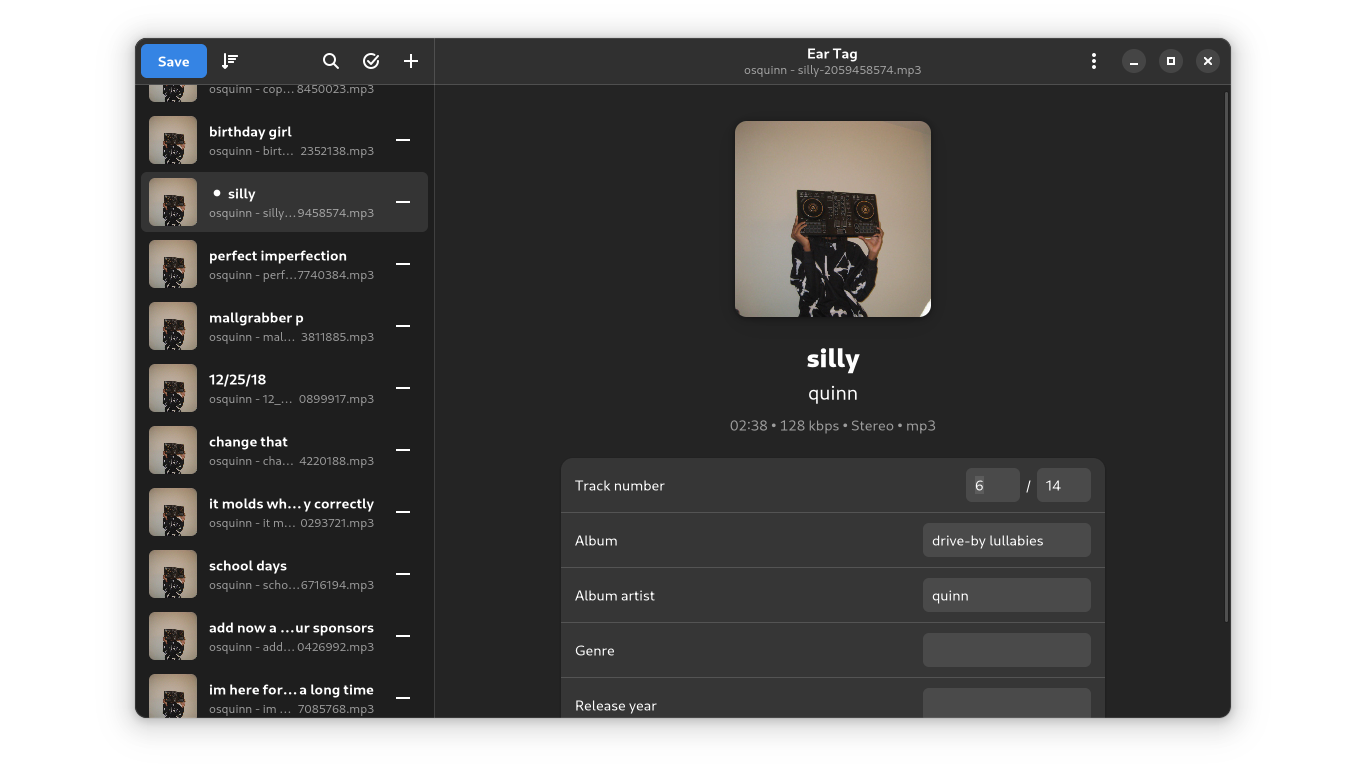 Save
Ear Tag
osquinn - silly-2059458574.mp3
osquinn - cop… 8450023.mp3
birthday girl
osquinn - birt… 2352138.mp3
silly
osquinn - silly…9458574.mp3
perfect imperfection
osquinn - perf…7740384.mp3
mallgrabber p
osquinn - mal… 3811885.mp3
12/25/18
osquinn - 12_… 0899917.mp3
change that
osquinn - cha… 4220188.mp3
it molds wh…y correctly
osquinn - it m… 0293721.mp3
school days
osquinn - scho…6716194.mp3
add now a …ur sponsors
osquinn - add…0426992.mp3
im here for…a long time
osquinn - im … 7085768.mp3
silly
quinn
02:38 • 128 kbps • Stereo • mp3
Track number 6 / 14
Album drive-by lullabies
Album artist quinn
Genre
Release year